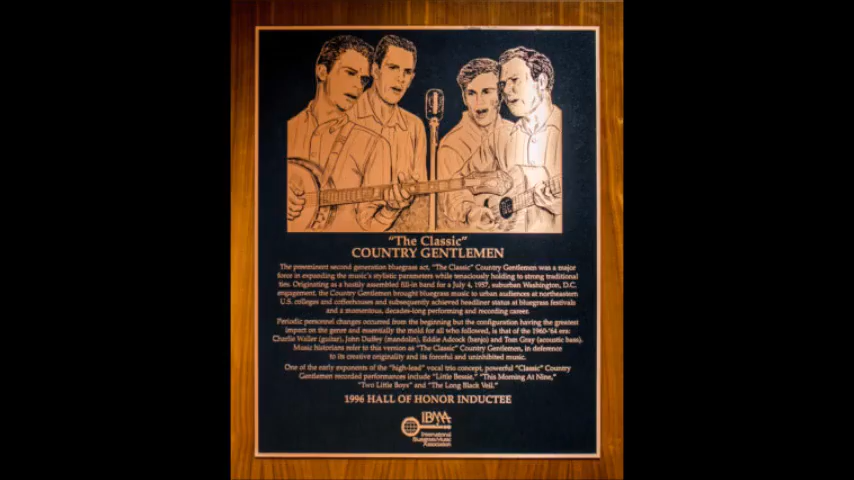 "The Classic"
COUNTRY GENTLEMEN
The preeminent second generation bluegrass act, "The Classic" Country Gentlemen was a major
force in expanding the music's stylistic parameters while tenaciously holding to strong traditional
ties. Originating as a hastily assembled fill-in band for a July 4, 1957, suburban Washington, D.C.
engagement, the Country Gentlemen brought bluegrass music to urban audiences at northeastern
U.S. colleges and coffeehouses and subsequently achieved headliner status at bluegrass festivals
and a momentous, decades-long performing and recording career.
Periodic personnel changes occurred from the beginning but the configuration having the greatest
impact on the genre and essentially the mold for all who followed, is that of the 1960-'64 era:
Charlie Waller (guitar), John Duffey (mandolin), Eddie Adcock (banjo) and Tom Gray (acoustic bass).
Music historians refer to this version as "The Classic" Country Gentlemen, in deference
to its creative originality and its forceful and uninhibited music.
One of the early exponents of the "high-lead" vocal trio concept, powerful "Classic" Country
Gentlemen recorded performances include "Little Bessie," "This Morning At Nine,"
"Two Little Boys" and "The Long Black Veil."
1996 HALL OF HONOR INDUCTEE
IBMA
International
Bluegrass Music
Association